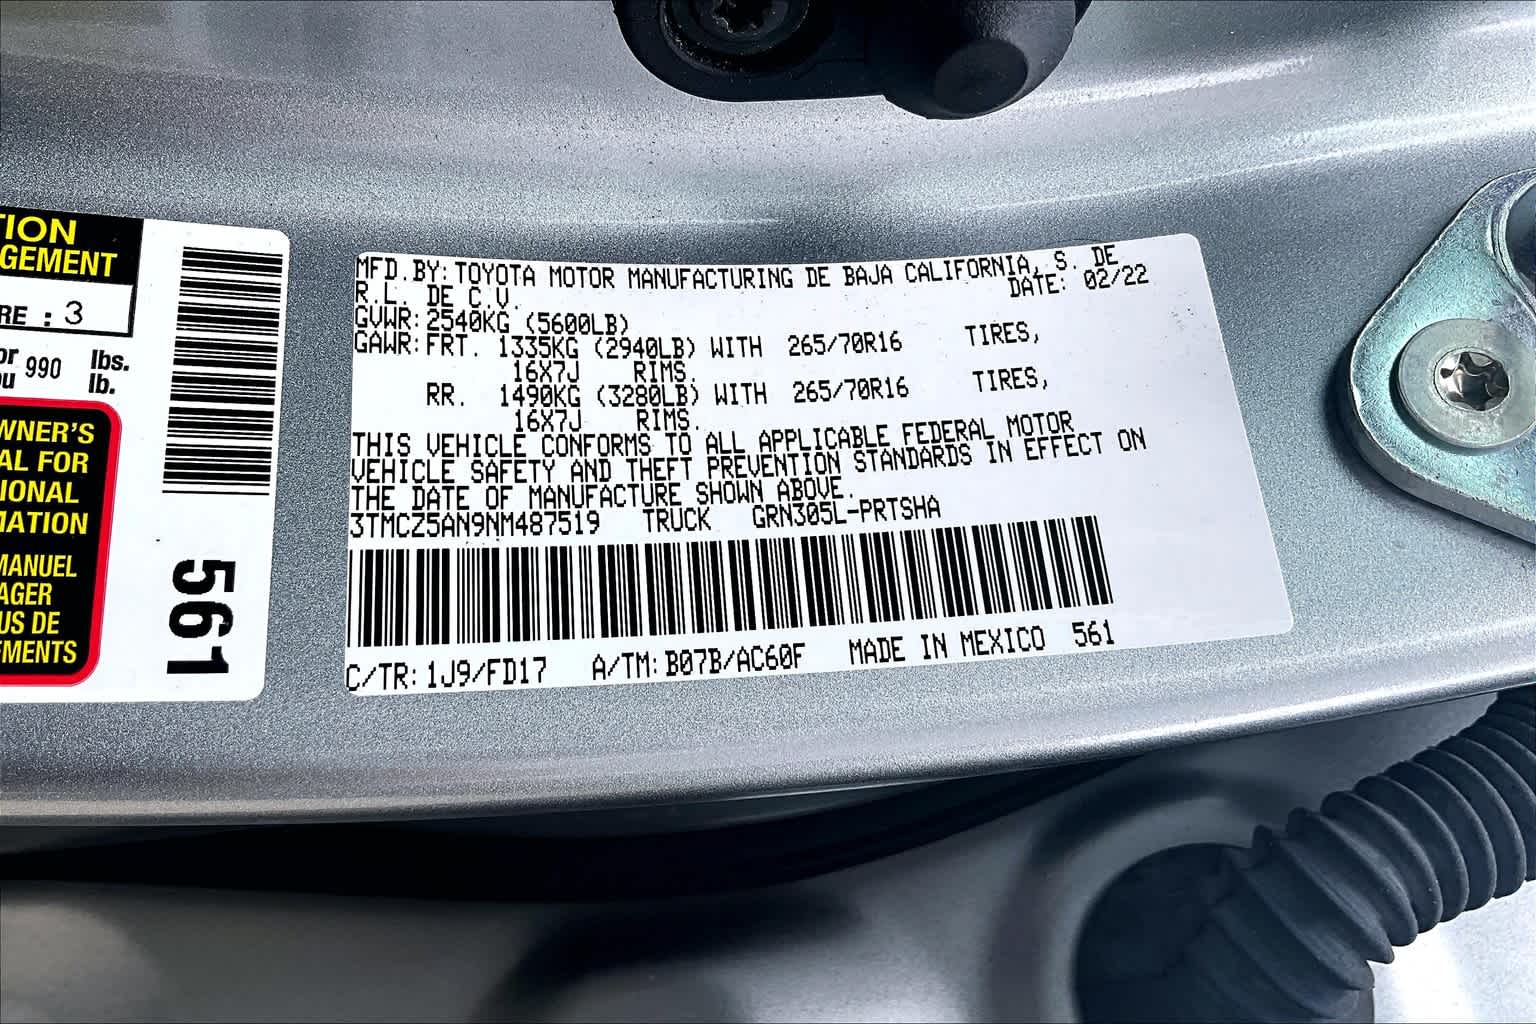 TION
GEMENT
RE : 3
or 990 lbs.
ou lb.
WNER'S
AL FOR
IONAL
MATION
MANUEL
AGER
US DE
EMENTS
561
MFD.BY:TOYOTA MOTOR MANUFACTURING DE BAJA CALIFORNIA, S. DE
R.L. DE C.V. DATE: 02/22
GVWR:2540KG (5600LB)
GAWR:FRT. 1335KG (2940LB) WITH 265/70R16 TIRES,
16X7J RIMS.
RR. 1490KG (3280LB) WITH 265/70R16 TIRES,
16X7J RIMS.
THIS VEHICLE CONFORMS TO ALL APPLICABLE FEDERAL MOTOR
VEHICLE SAFETY AND THEFT PREVENTION STANDARDS IN EFFECT ON
THE DATE OF MANUFACTURE SHOWN ABOVE.
3TMCZ5AN9NM487519 TRUCK GRN305L-PRTSHA
C/TR:1J9/FD17 A/TM:B07B/AC60F MADE IN MEXICO 561